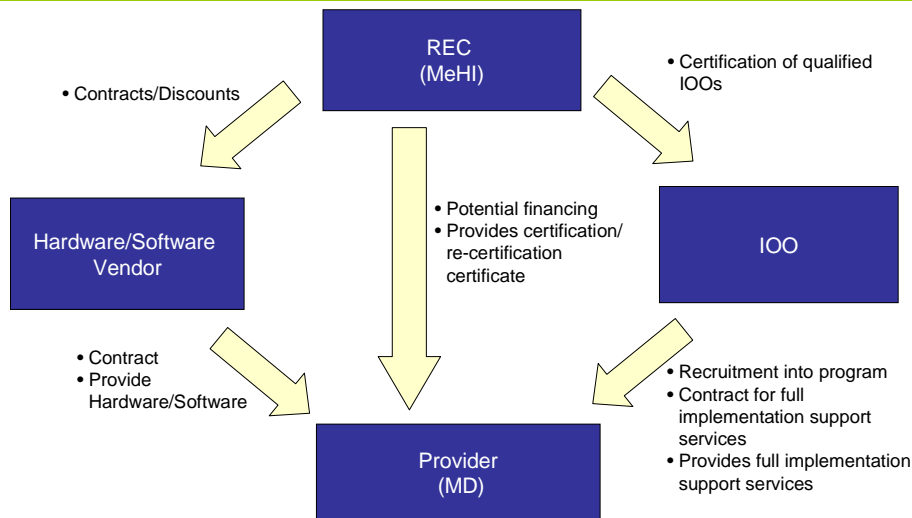 REC
(MeHI)
• Contracts/Discounts
• Certification of qualified
IOOs
Hardware/Software
Vendor
• Potential financing
• Provides certification/
re-certification
certificate
IOO
• Contract
• Provide
Hardware/Software
• Recruitment into program
• Contract for full
implementation support
services
• Provides full implementation
support services
Provider
(MD)